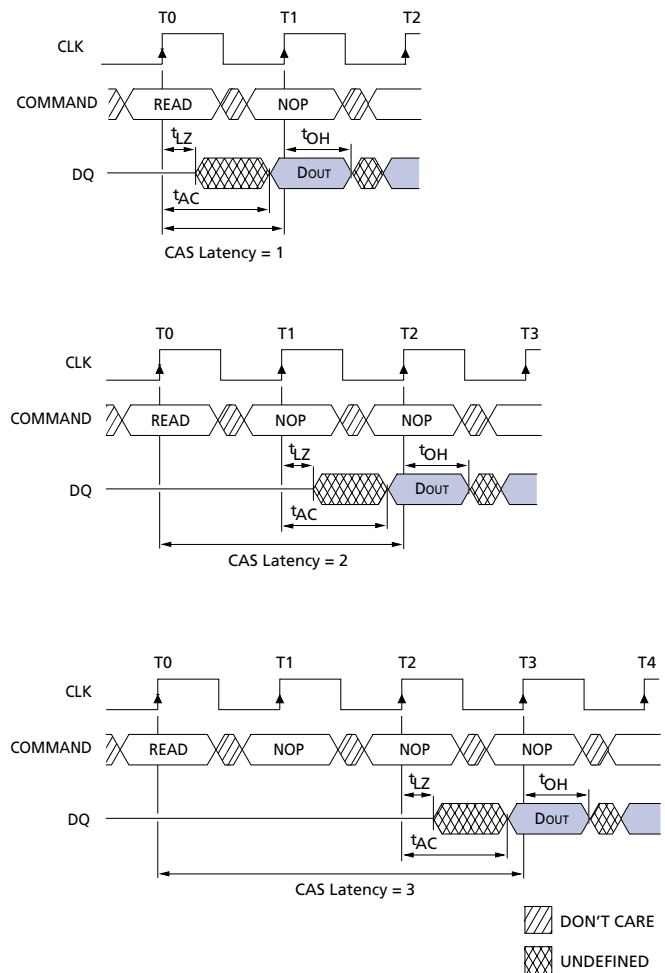 T0 T1 T2
CLK
COMMAND READ NOP
tLZ tOH
DQ DOUT
tAC
CAS Latency = 1
T0 T1 T2 T3
CLK
COMMAND READ NOP NOP
tLZ tOH
DQ DOUT
tAC
CAS Latency = 2
T0 T1 T2 T3 T4
CLK
COMMAND READ NOP NOP NOP
tLZ tOH
DQ DOUT
tAC
CAS Latency = 3
DON'T CARE
UNDEFINED